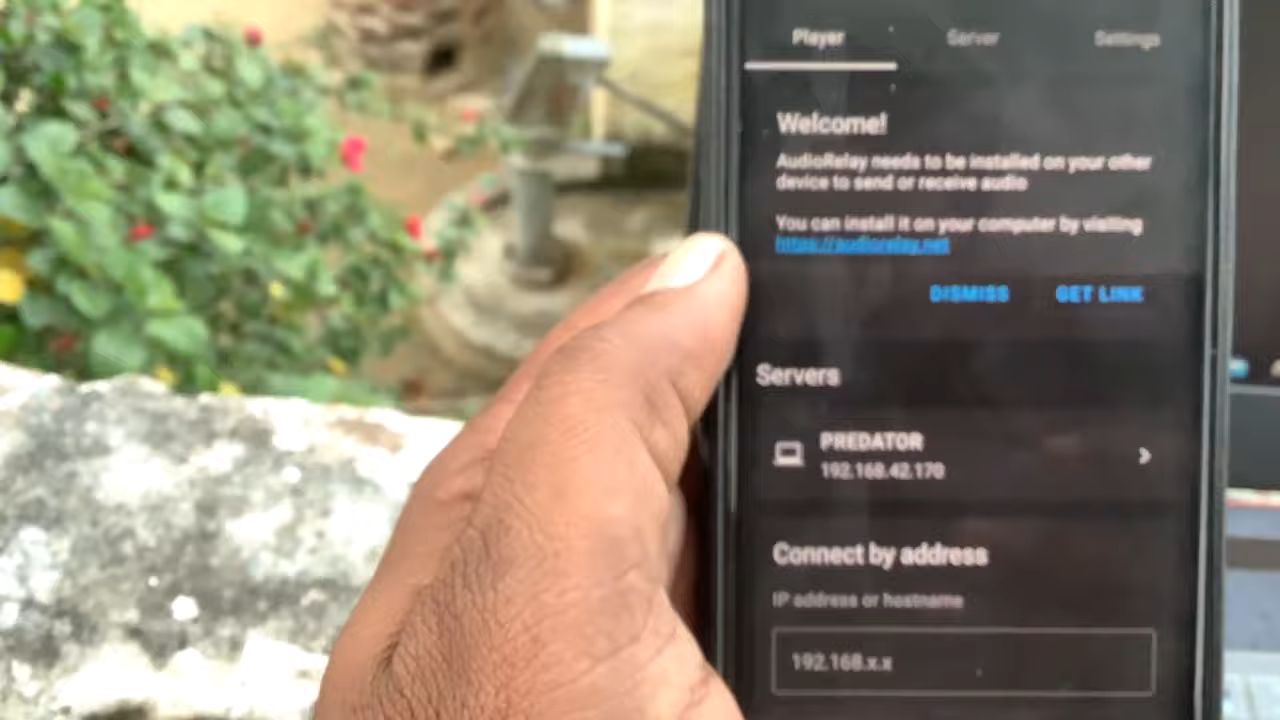 Player Server Settings
Welcome!
AudioRelay needs to be installed on your other
device to send or receive audio
You can install it on your computer by visiting
https://audiorelay.net
DISMISS GET LINK
Servers
PREDATOR
192.168.42.170
Connect by address
IP address or hostname
192.168.x.x